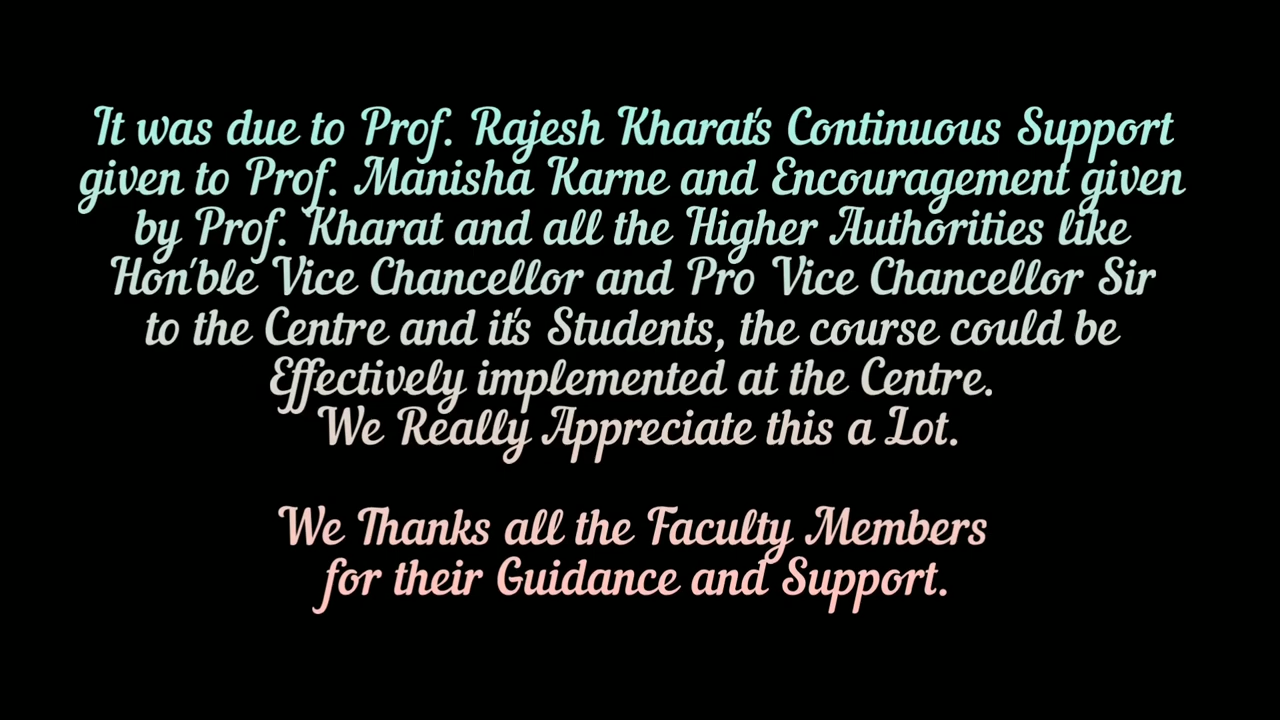 It was due to Prof. Rajesh Kharat's Continuous Support
given to Prof. Manisha Karne and Encouragement given
by Prof. Kharat and all the Higher Authorities like
Hon'ble Vice Chancellor and Pro Vice Chancellor Sir
to the Centre and it's Students, the course could be
Effectively implemented at the Centre.
We Really Appreciate this a Lot.
We Thanks all the Faculty Members
for their Guidance and Support.